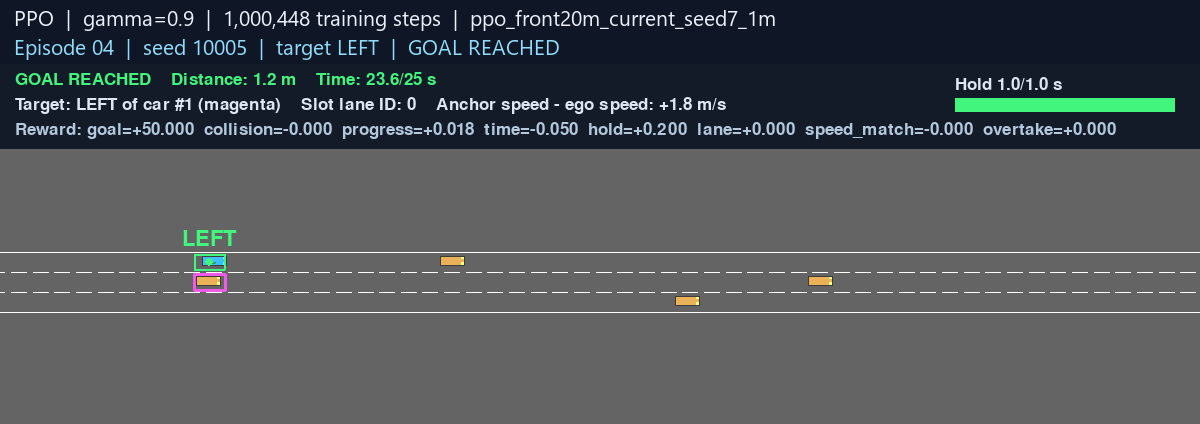 PPO | gamma=0.9 | 1,000,448 training steps | ppo_front20m_current_seed7_1m
Episode 04 | seed 10005 | target LEFT | GOAL REACHED
GOAL REACHED Distance: 1.2 m Time: 23.6/25 s
Hold 1.0/1.0 s
Target: LEFT of car #1 (magenta) Slot lane ID: 0 Anchor speed - ego speed: +1.8 m/s
Reward: goal=+50.000 collision=-0.000 progress=+0.018 time=-0.050 hold=+0.200 lane=+0.000 speed_match=-0.000 overtake=+0.000
LEFT